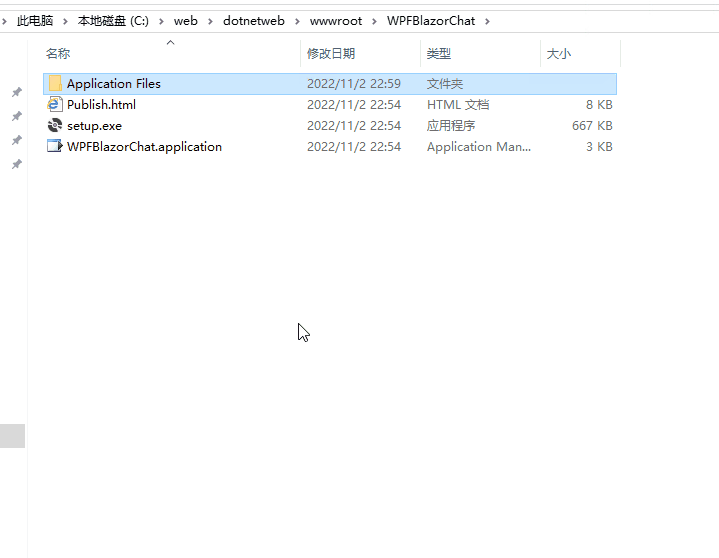 此电脑 > 本地磁盘 (C:) > web > dotnetweb > wwwroot > WPFBlazorChat >
名称 修改日期 类型 大小
Application Files 2022/11/2 22:59 文件夹
Publish.html 2022/11/2 22:54 HTML 文档 8 KB
setup.exe 2022/11/2 22:54 应用程序 667 KB
WPFBlazorChat.application 2022/11/2 22:54 Application Man... 3 KB